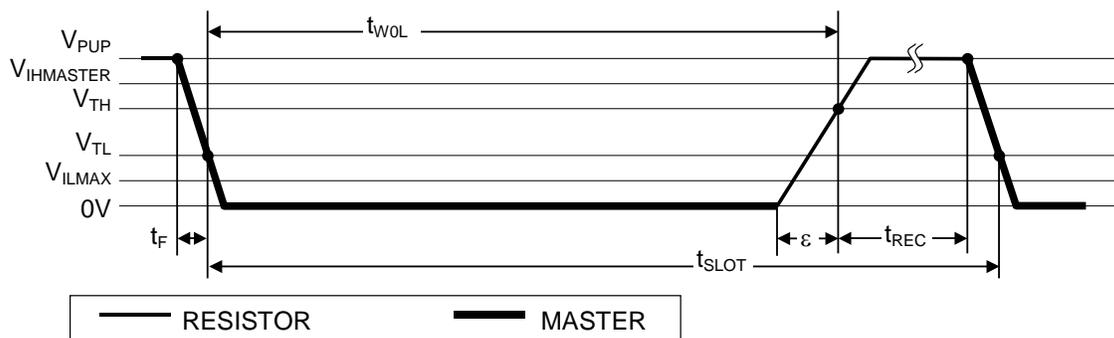 tW0L
VPUP
VIHMASTER
VTH
VTL
VILMAX
0V
tF
ε
tREC
tSLOT
RESISTOR
MASTER